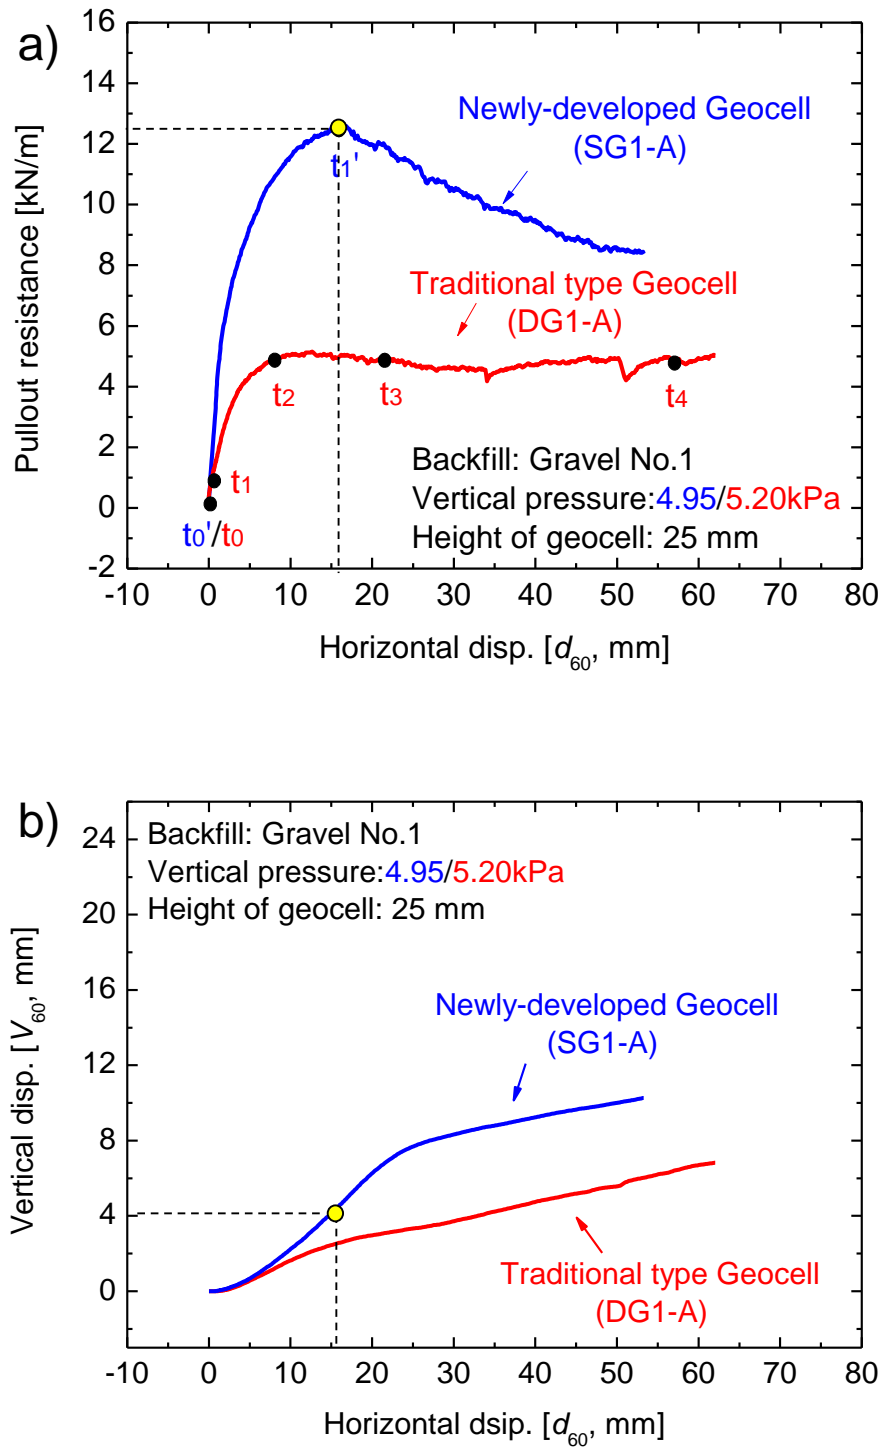 a)
16
14
12
10
8
6
4
2
0
-2
Pullout resistance [kN/m]
Newly-developed Geocell
(SG1-A)
t1'
Traditional type Geocell
(DG1-A)
t2
t3
t4
t1
t0'/t0
Backfill: Gravel No.1
Vertical pressure:4.95/5.20kPa
Height of geocell: 25 mm
-10 0 10 20 30 40 50 60 70 80
Horizontal disp. [d60, mm]
b)
24
20
16
12
8
4
0
Vertical disp. [V60, mm]
Backfill: Gravel No.1
Vertical pressure:4.95/5.20kPa
Height of geocell: 25 mm
Newly-developed Geocell
(SG1-A)
Traditional type Geocell
(DG1-A)
-10 0 10 20 30 40 50 60 70 80
Horizontal dsip. [d60, mm]